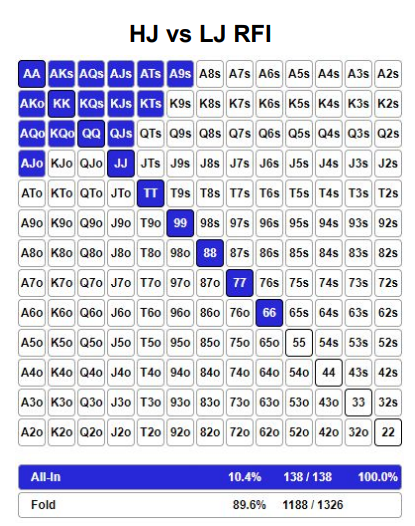 HJ vs LJ RFI
AA AKs AQs AJs ATs A9s A8s A7s A6s A5s A4s A3s A2s
AKo KK KQs KJs KTs K9s K8s K7s K6s K5s K4s K3s K2s
AQo KQo QQ QJs QTs Q9s Q8s Q7s Q6s Q5s Q4s Q3s Q2s
AJo KJo QJo JJ JTs J9s J8s J7s J6s J5s J4s J3s J2s
ATo KTo QTo JTo TT T9s T8s T7s T6s T5s T4s T3s T2s
A9o K9o Q9o J9o T9o 99 98s 97s 96s 95s 94s 93s 92s
A8o K8o Q8o J8o T8o 98o 88 87s 86s 85s 84s 83s 82s
A7o K7o Q7o J7o T7o 97o 87o 77 76s 75s 74s 73s 72s
A6o K6o Q6o J6o T6o 96o 86o 76o 66 65s 64s 63s 62s
A5o K5o Q5o J5o T5o 95o 85o 75o 65o 55 54s 53s 52s
A4o K4o Q4o J4o T4o 94o 84o 74o 64o 54o 44 43s 42s
A3o K3o Q3o J3o T3o 93o 83o 73o 63o 53o 43o 33 32s
A2o K2o Q2o J2o T2o 92o 82o 72o 62o 52o 42o 32o 22
All-In 10.4% 138 / 138 100.0%
Fold 89.6% 1188 / 1326